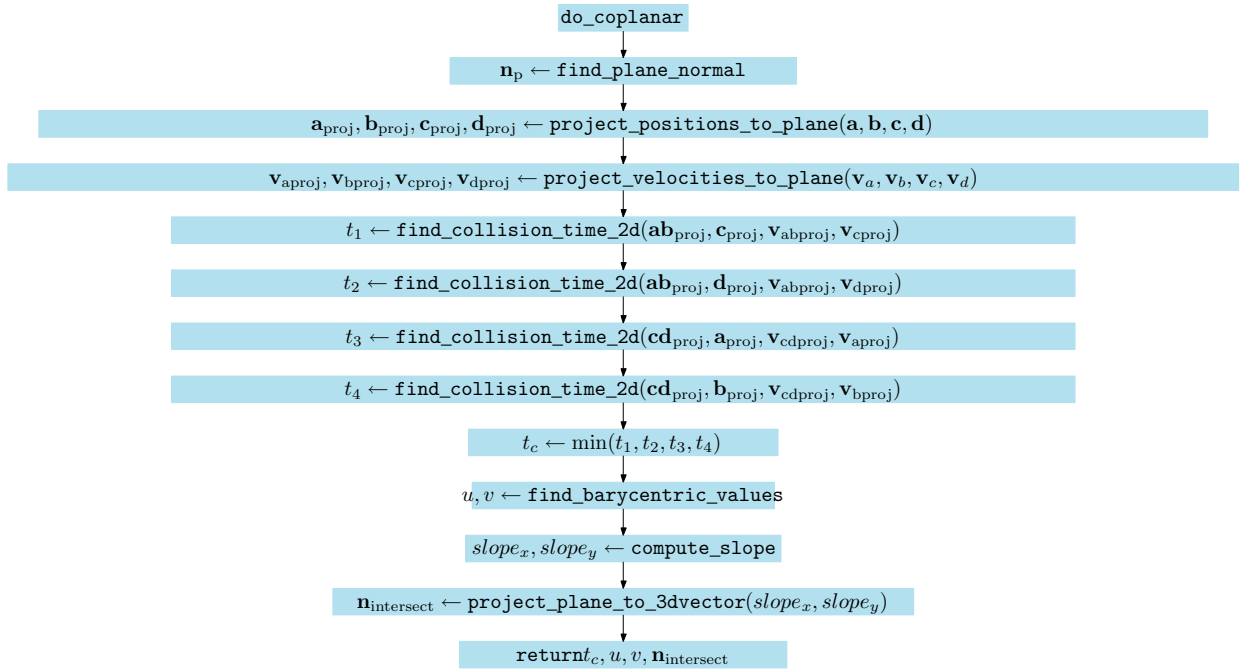 do_coplanar
n_p ← find_plane_normal
a_proj, b_proj, c_proj, d_proj ← project_positions_to_plane(a, b, c, d)
v_aproj, v_bproj, v_cproj, v_dproj ← project_velocities_to_plane(v_a, v_b, v_c, v_d)
t_1 ← find_collision_time_2d(ab_proj, c_proj, v_abproj, v_cproj)
t_2 ← find_collision_time_2d(ab_proj, d_proj, v_abproj, v_dproj)
t_3 ← find_collision_time_2d(cd_proj, a_proj, v_cdproj, v_aproj)
t_4 ← find_collision_time_2d(cd_proj, b_proj, v_cdproj, v_bproj)
t_c ← min(t_1, t_2, t_3, t_4)
u, v ← find_barycentric_values
slope_x, slope_y ← compute_slope
n_intersect ← project_plane_to_3dvector(slope_x, slope_y)
returnt_c, u, v, n_intersect